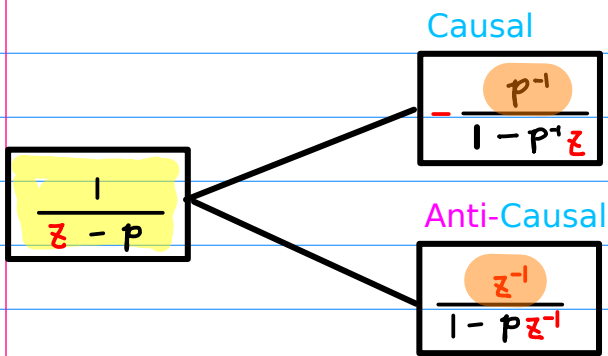 Causal
- p⁻¹
1 - p⁻¹ z
1
z - p
Anti-Causal
z⁻¹
1 - p z⁻¹